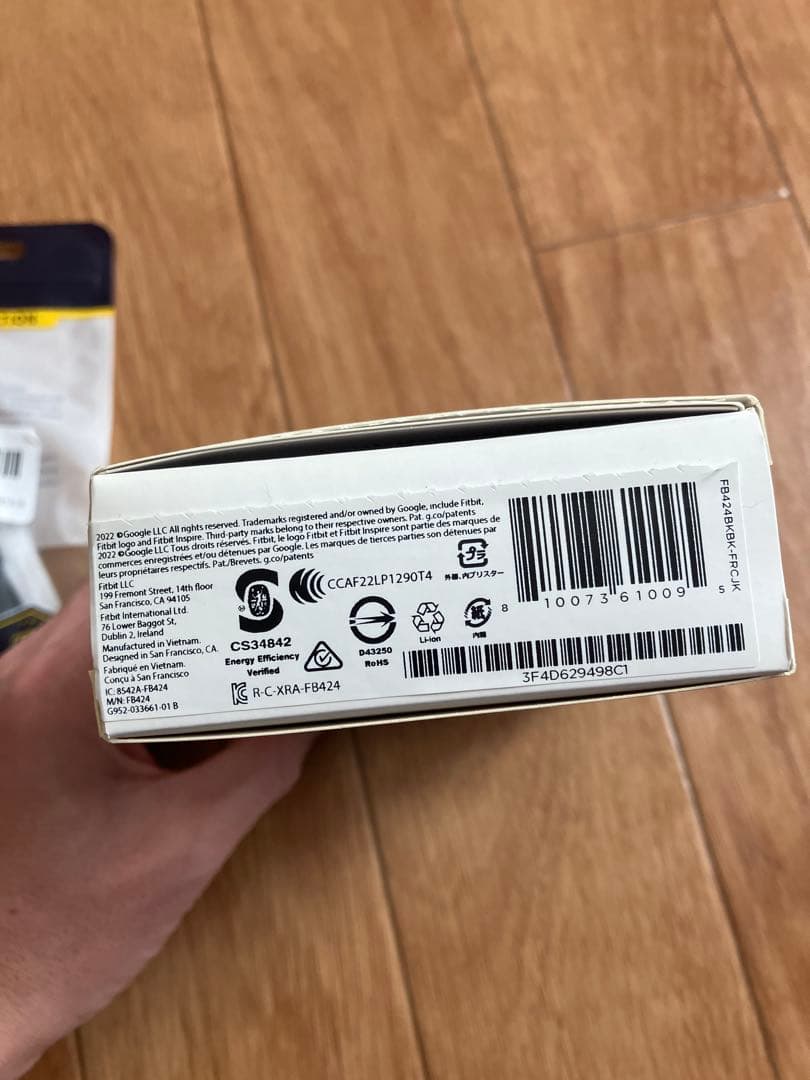 2022 ©Google LLC All rights reserved. Trademarks registered and/or owned by Google, include Fitbit,
Fitbit logo and Fitbit Inspire. Third-party marks belong to their respective owners. Pat. g.co/patents
2022 ©Google LLC Tous droits réservés. Fitbit, le logo Fitbit et Fitbit Inspire sont partie des marques de
commerces enregistrées et/ou détenues par Google. Les marques de tierces parties son détenues par
leurs propriétaires respectifs. Pat./Brevets. g.co/patents
Fitbit LLC
199 Fremont Street, 14th floor
San Francisco, CA 94105
Fitbit International Ltd.
76 Lower Baggot St,
Dublin 2, Ireland
Manufactured in Vietnam.
Designed in San Francisco, CA.
Fabriqué en Vietnam.
Conçu à San Francisco
IC: 8542A-FB424
M/N: FB424
G952-033661-01 B
CS34842
Energy Efficiency
Verified
R-C-XRA-FB424
CCAF22LP1290T4
D43250
RoHS
Li-ion
プラ
外箱、内ブリスター
紙
内箱
8 10073 61009 5
3F4D629498C1
FB424BKBK-FRCJK